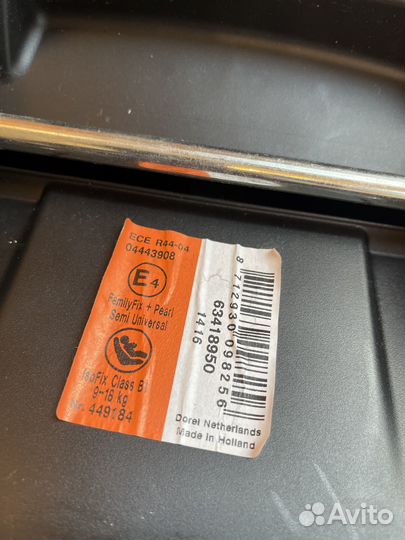 ECE R44-04
04443908
E4
FamilyFix + Pearl
Semi Universal
IsoFix Class B1
9-18 kg
449184
63418950
1416
8 712930 098256
Dorel Netherlands
Made in Holland
Avito